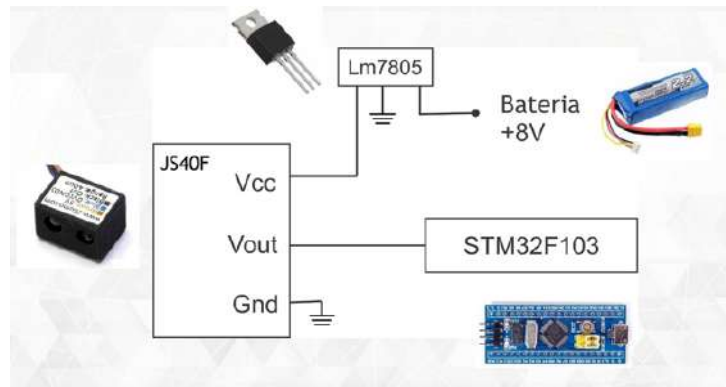 Lm7805
Bateria
+8V
JS40F
Vcc
Vout
STM32F103
Gnd